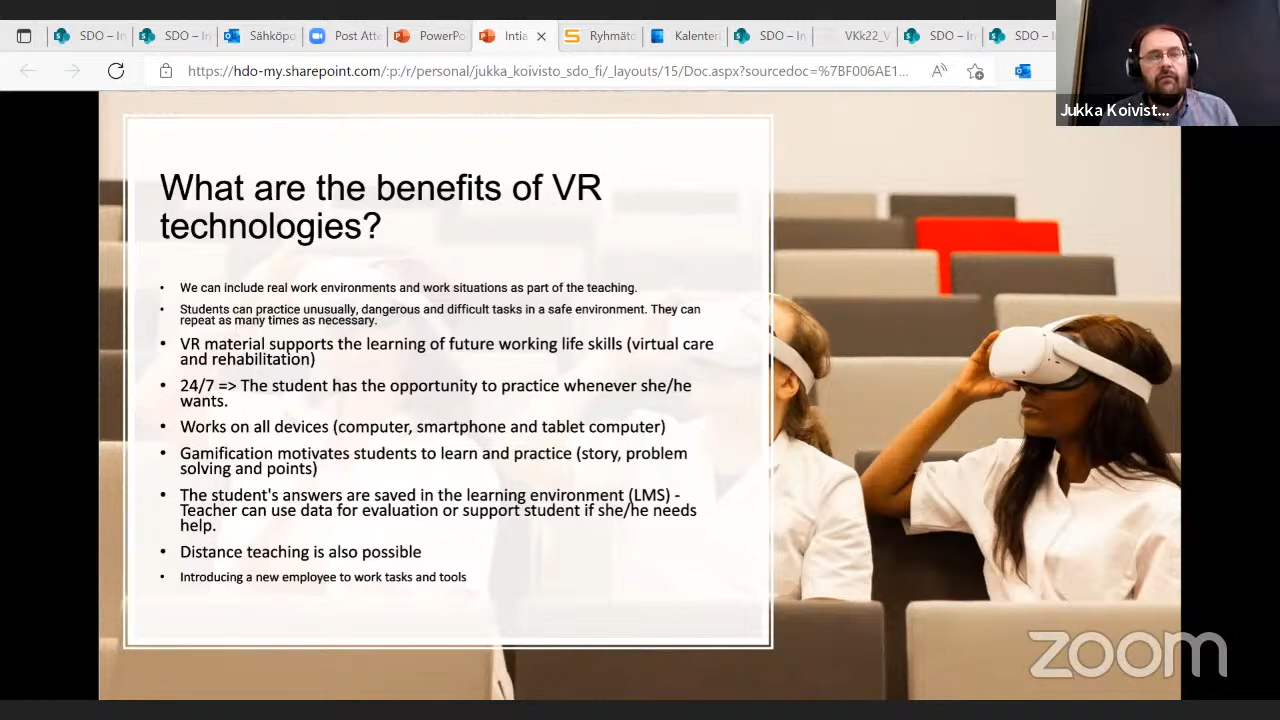 SDO – In
SDO – In
Sähköpo
Post Atte
PowerPo
Intia
Ryhmäto
Kalenteri
SDO – In
VKk22_V
SDO – In
SDO – In
https://hdo-my.sharepoint.com/:p:/r/personal/jukka_koivisto_sdo_fi/_layouts/15/Doc.aspx?sourcedoc=%7BF006AE1...
Jukka Koivist...
What are the benefits of VR
technologies?
• We can include real work environments and work situations as part of the teaching.
• Students can practice unusually, dangerous and difficult tasks in a safe environment. They can
repeat as many times as necessary.
• VR material supports the learning of future working life skills (virtual care
and rehabilitation)
• 24/7 => The student has the opportunity to practice whenever she/he
wants.
• Works on all devices (computer, smartphone and tablet computer)
• Gamification motivates students to learn and practice (story, problem
solving and points)
• The student's answers are saved in the learning environment (LMS) -
Teacher can use data for evaluation or support student if she/he needs
help.
• Distance teaching is also possible
• Introducing a new employee to work tasks and tools
zoom